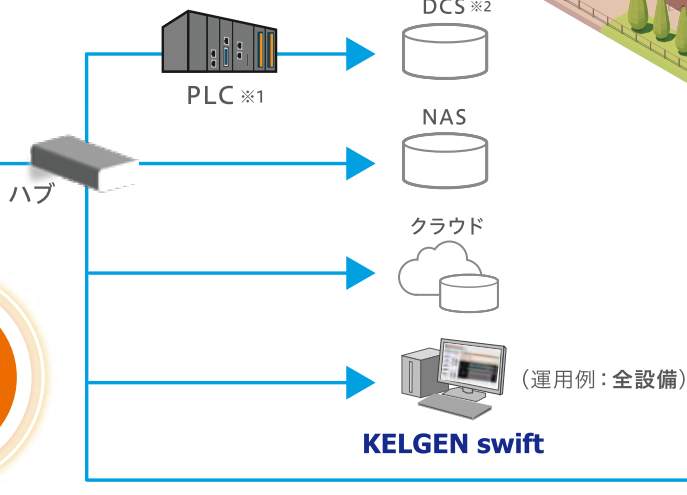 DCS ※2
PLC ※1
NAS
ハブ
クラウド
(運用例：全設備)
KELGEN swift